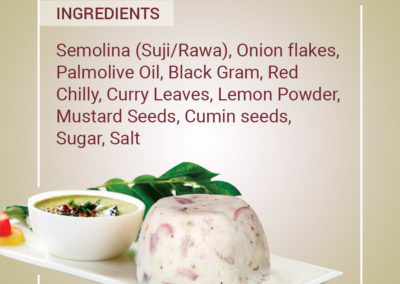 INGREDIENTS
Semolina (Suji/Rawa), Onion flakes,
Palmolive Oil, Black Gram, Red
Chilly, Curry Leaves, Lemon Powder,
Mustard Seeds, Cumin seeds,
Sugar, Salt